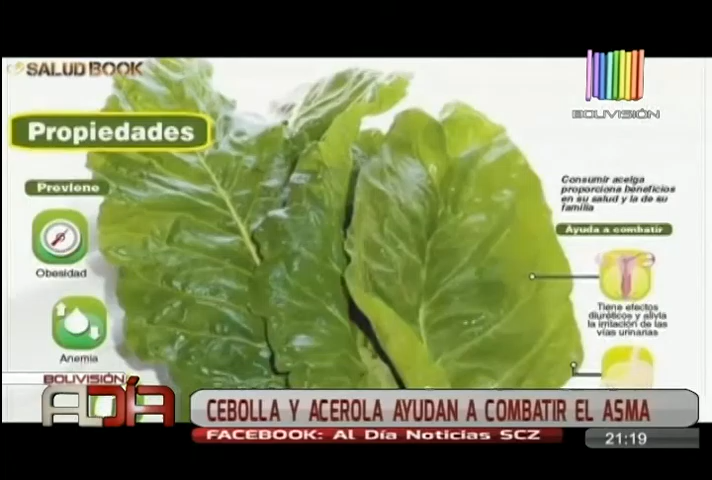 SALUD BOOK
BOLIVISIÓN
Propiedades
Previene
Obesidad
Anemia
Consumir acelga
proporciona beneficios
en su salud y la de su
familia
Ayuda a combatir
Tiene efectos
diuréticos y alivia
la irritación de las
vías urinarias
BOLIVISIÓN
AL DÍA
CEBOLLA Y ACEROLA AYUDAN A COMBATIR EL ASMA
FACEBOOK: Al Día Noticias SCZ
21:19